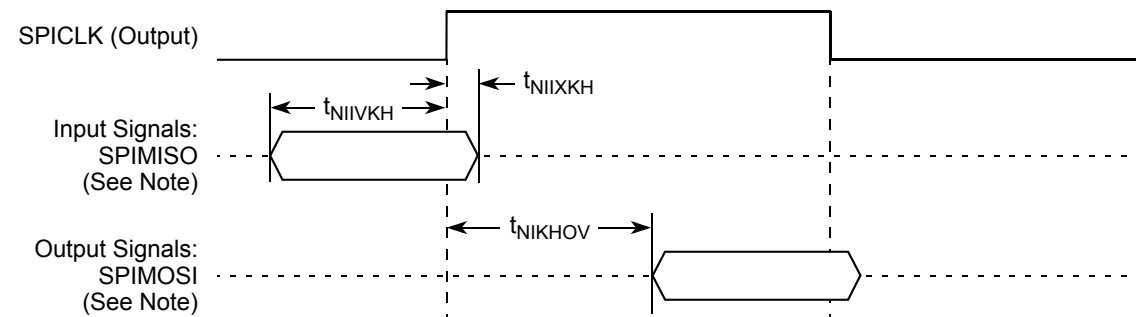 SPICLK (Output)
tNIIXKH
tNIIVKH
Input Signals:
SPIMISO
(See Note)
tNIKHOV
Output Signals:
SPIMOSI
(See Note)